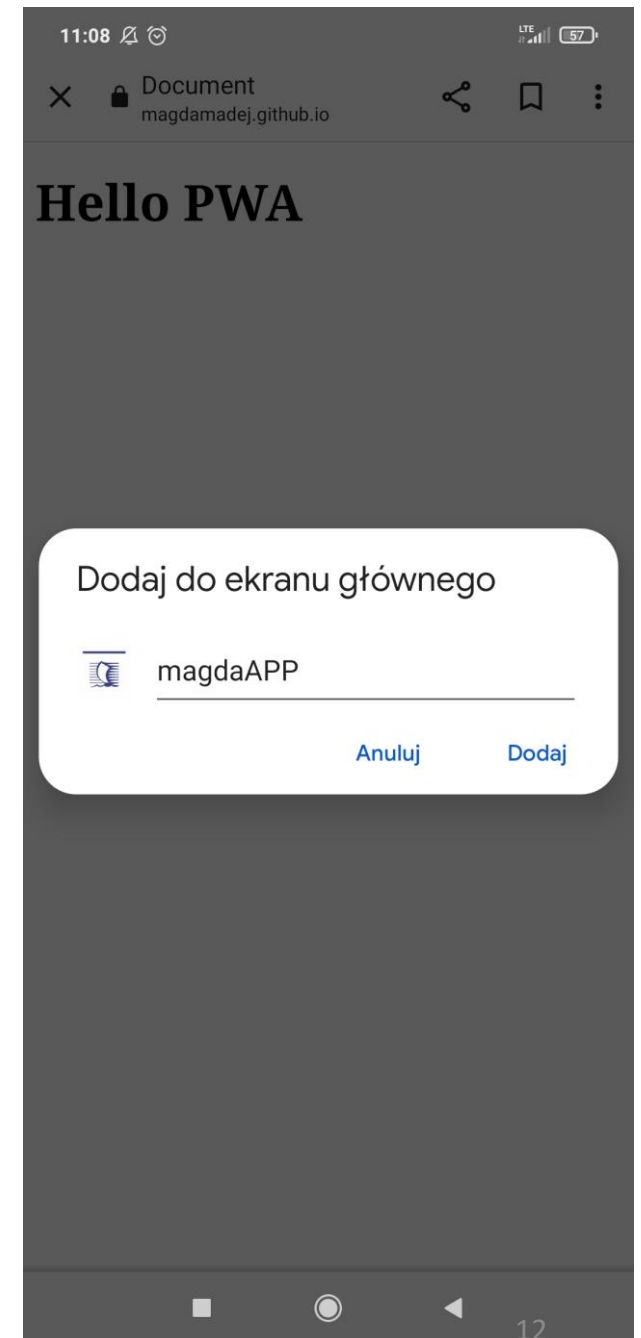 11:08
LTE
57
Document
magdamadej.github.io
Hello PWA
Dodaj do ekranu głównego
magdaAPP
Anuluj Dodaj
12